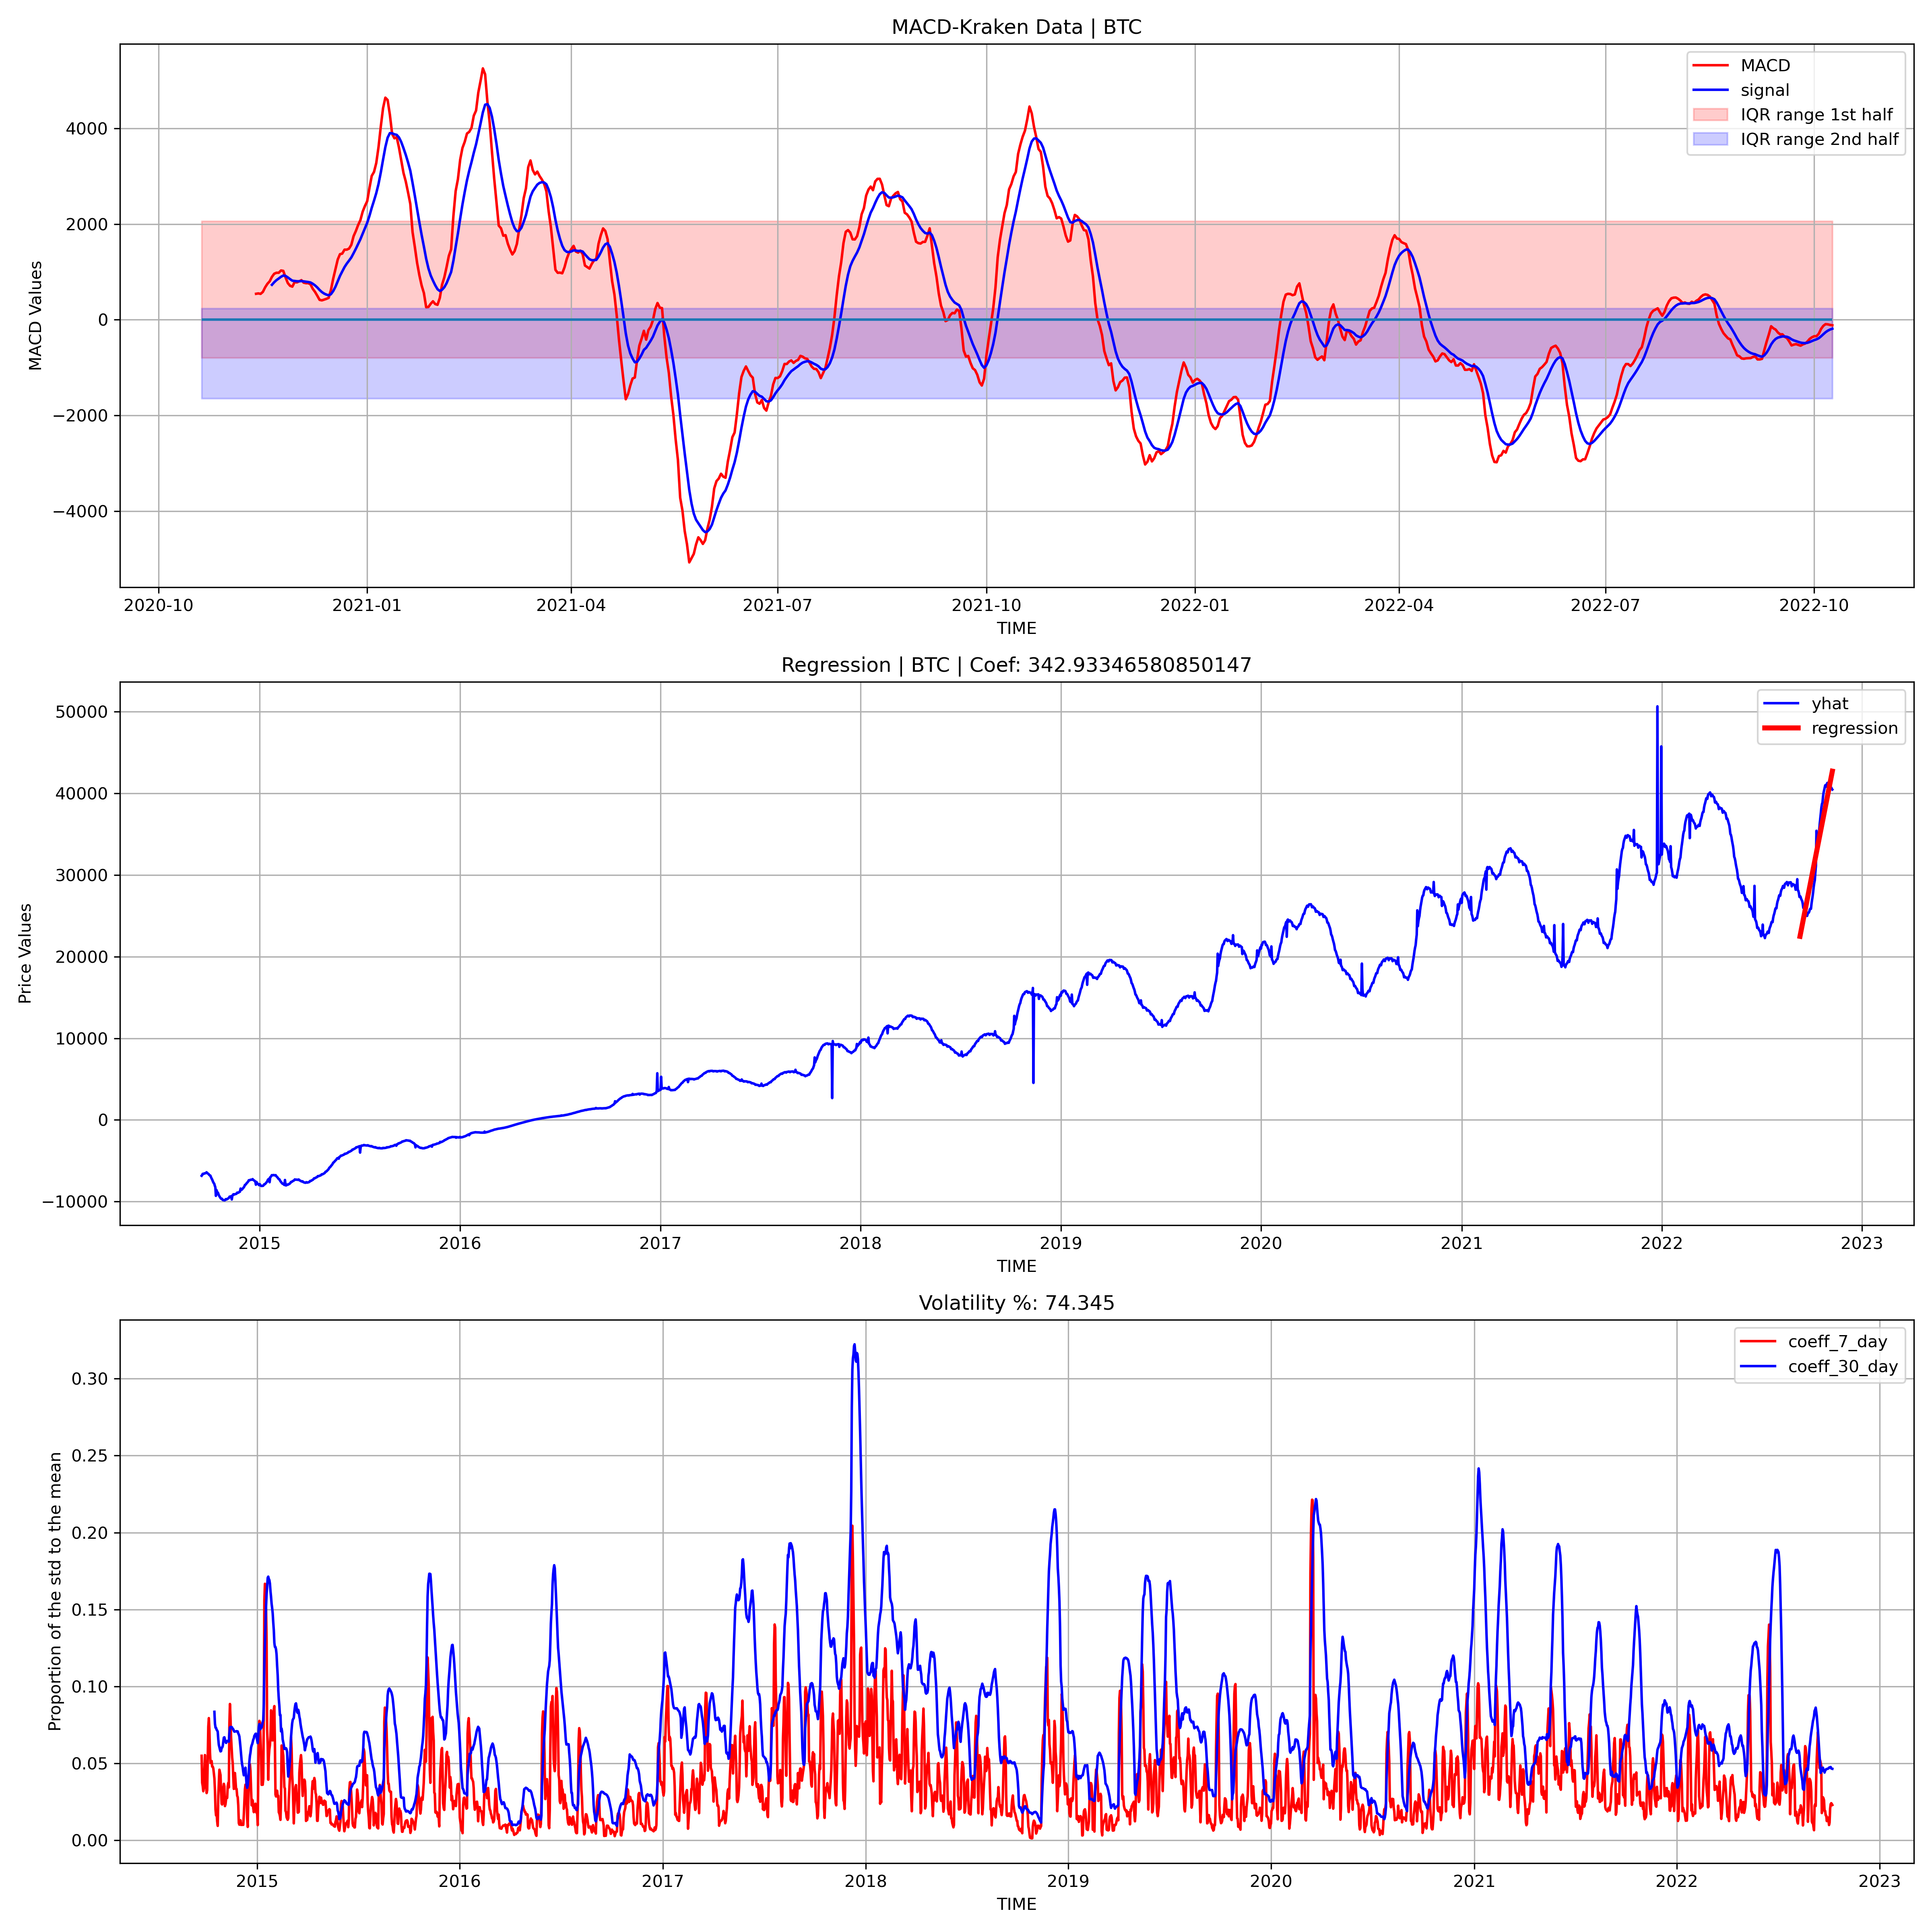 MACD-Kraken Data | BTC
MACD
signal
IQR range 1st half
IQR range 2nd half
MACD Values
4000
2000
0
−2000
−4000
2020-10 2021-01 2021-04 2021-07 2021-10 2022-01 2022-04 2022-07 2022-10
TIME
Regression | BTC | Coef: 342.93346580850147
yhat
regression
Price Values
50000
40000
30000
20000
10000
0
−10000
2015 2016 2017 2018 2019 2020 2021 2022 2023
TIME
Volatility %: 74.345
coeff_7_day
coeff_30_day
Proportion of the std to the mean
0.30
0.25
0.20
0.15
0.10
0.05
0.00
2015 2016 2017 2018 2019 2020 2021 2022 2023
TIME